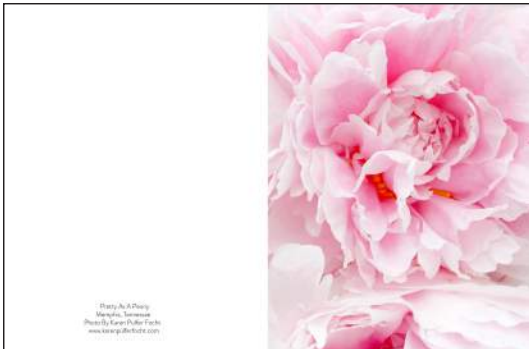 Pretty As A Peony
Memphis, Tennessee
Photo By Karen Pulfer Focht
www.karenpulferfocht.com